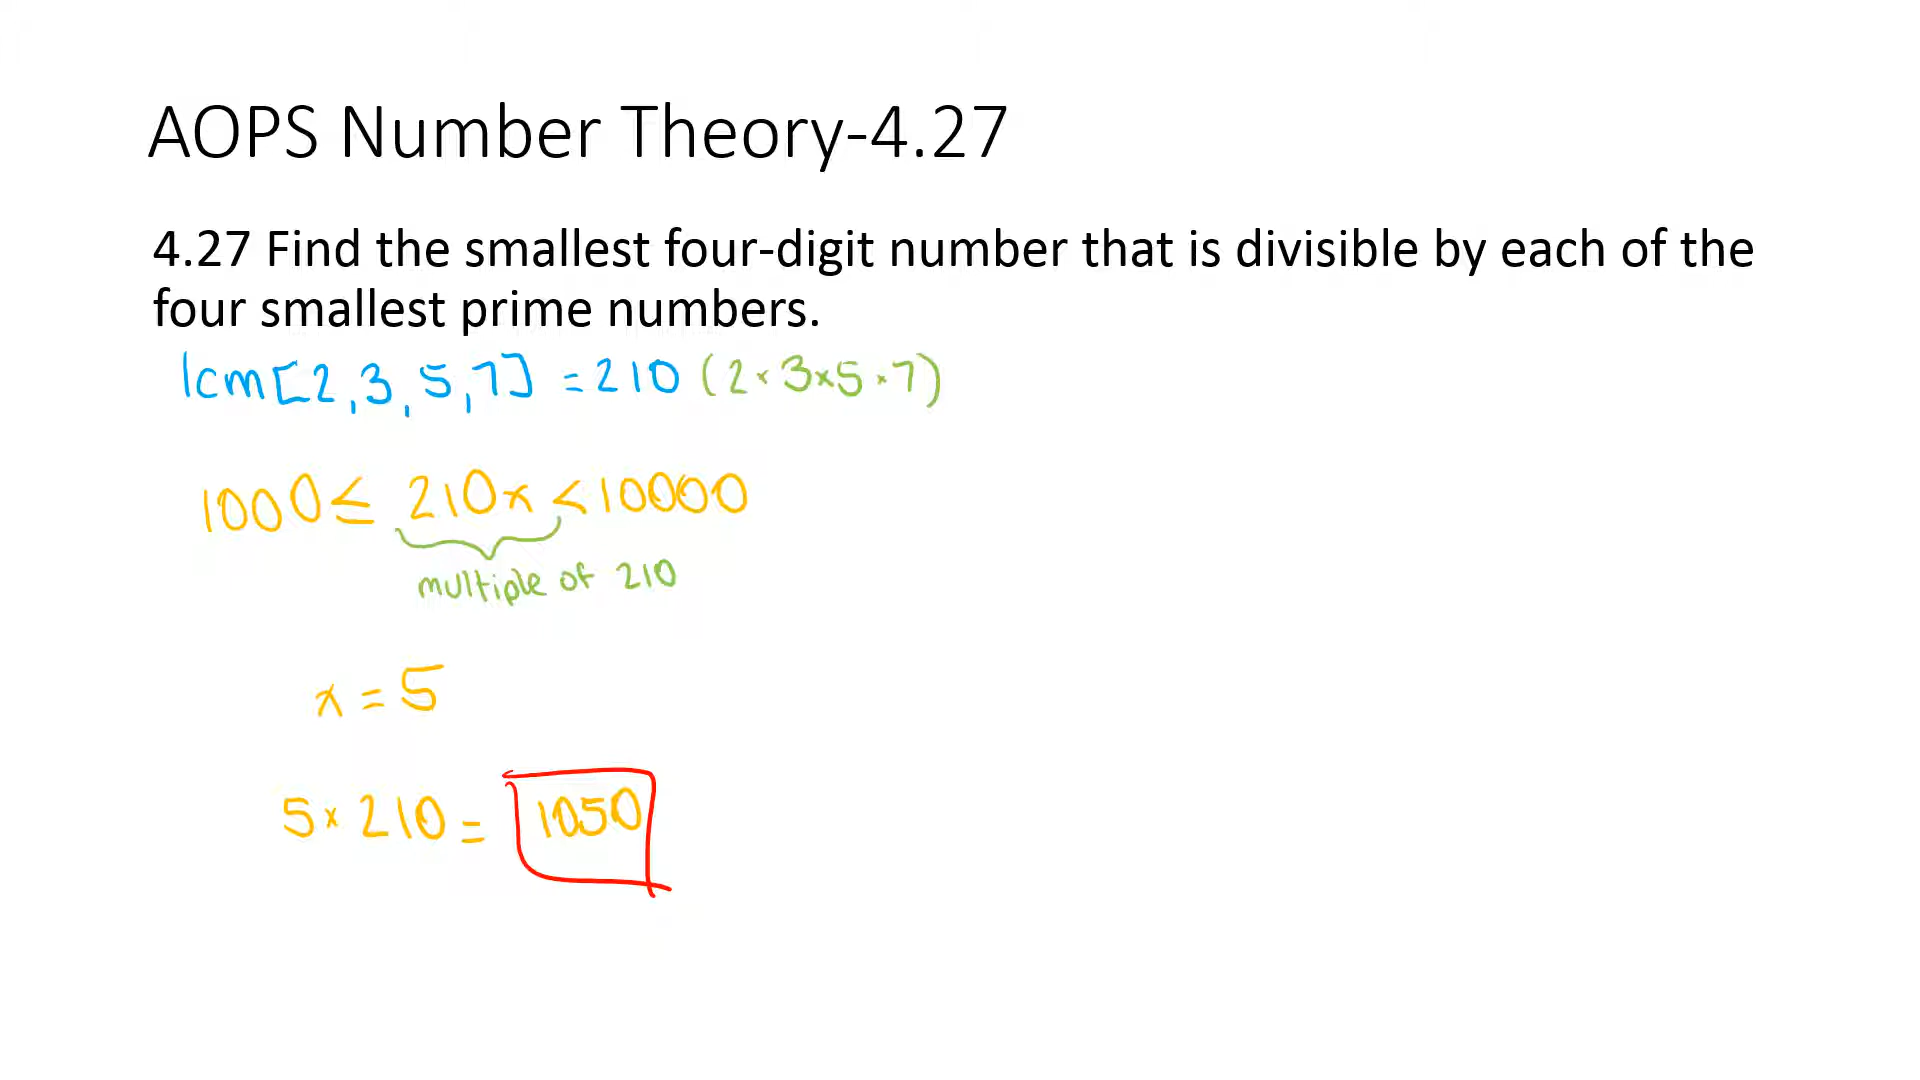 AOPS Number Theory-4.27
4.27 Find the smallest four-digit number that is divisible by each of the
four smallest prime numbers.
lcm[2,3,5,7] = 210 (2×3×5×7)
1000 ≤ 210x < 10000
multiple of 210
x = 5
5 × 210 = 1050